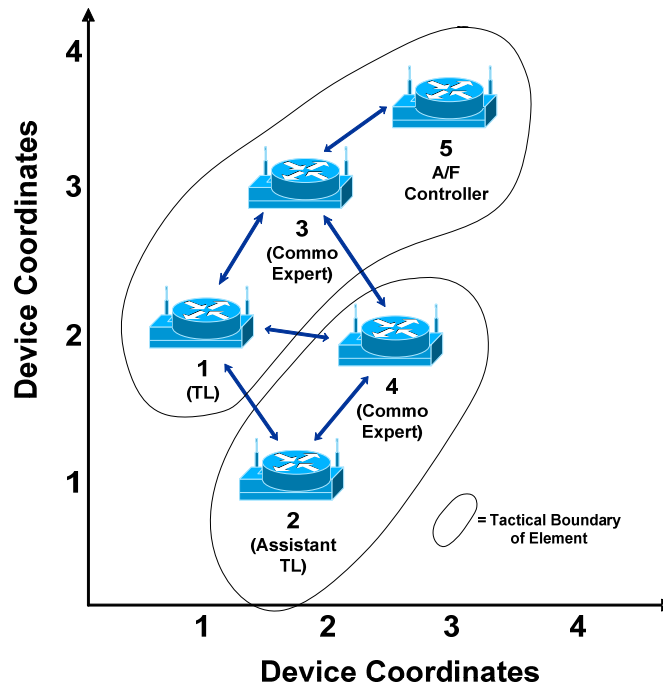 4
5
A/F
Controller
3
3
(Commo
Expert)
2
1
(TL)
4
(Commo
Expert)
1
2
(Assistant
TL)
= Tactical Boundary
of Element
1
2
3
4
Device Coordinates
Device Coordinates